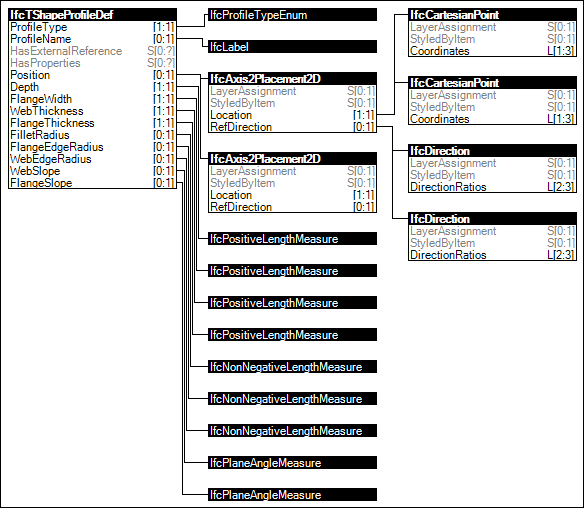 IfcTShapeProfileDef
ProfileType [1:1]
ProfileName [0:1]
HasExternalReference S[0:?]
HasProperties S[0:?]
Position [0:1]
Depth [1:1]
FlangeWidth [1:1]
WebThickness [1:1]
FlangeThickness [1:1]
FilletRadius [0:1]
FlangeEdgeRadius [0:1]
WebEdgeRadius [0:1]
WebSlope [0:1]
FlangeSlope [0:1]
IfcProfileTypeEnum
IfcLabel
IfcAxis2Placement2D
LayerAssignment S[0:1]
StyledByItem S[0:1]
Location [1:1]
RefDirection [0:1]
IfcAxis2Placement2D
LayerAssignment S[0:1]
StyledByItem S[0:1]
Location [1:1]
RefDirection [0:1]
IfcPositiveLengthMeasure
IfcPositiveLengthMeasure
IfcPositiveLengthMeasure
IfcPositiveLengthMeasure
IfcNonNegativeLengthMeasure
IfcNonNegativeLengthMeasure
IfcNonNegativeLengthMeasure
IfcPlaneAngleMeasure
IfcPlaneAngleMeasure
IfcCartesianPoint
LayerAssignment S[0:1]
StyledByItem S[0:1]
Coordinates L[1:3]
IfcCartesianPoint
LayerAssignment S[0:1]
StyledByItem S[0:1]
Coordinates L[1:3]
IfcDirection
LayerAssignment S[0:1]
StyledByItem S[0:1]
DirectionRatios L[2:3]
IfcDirection
LayerAssignment S[0:1]
StyledByItem S[0:1]
DirectionRatios L[2:3]